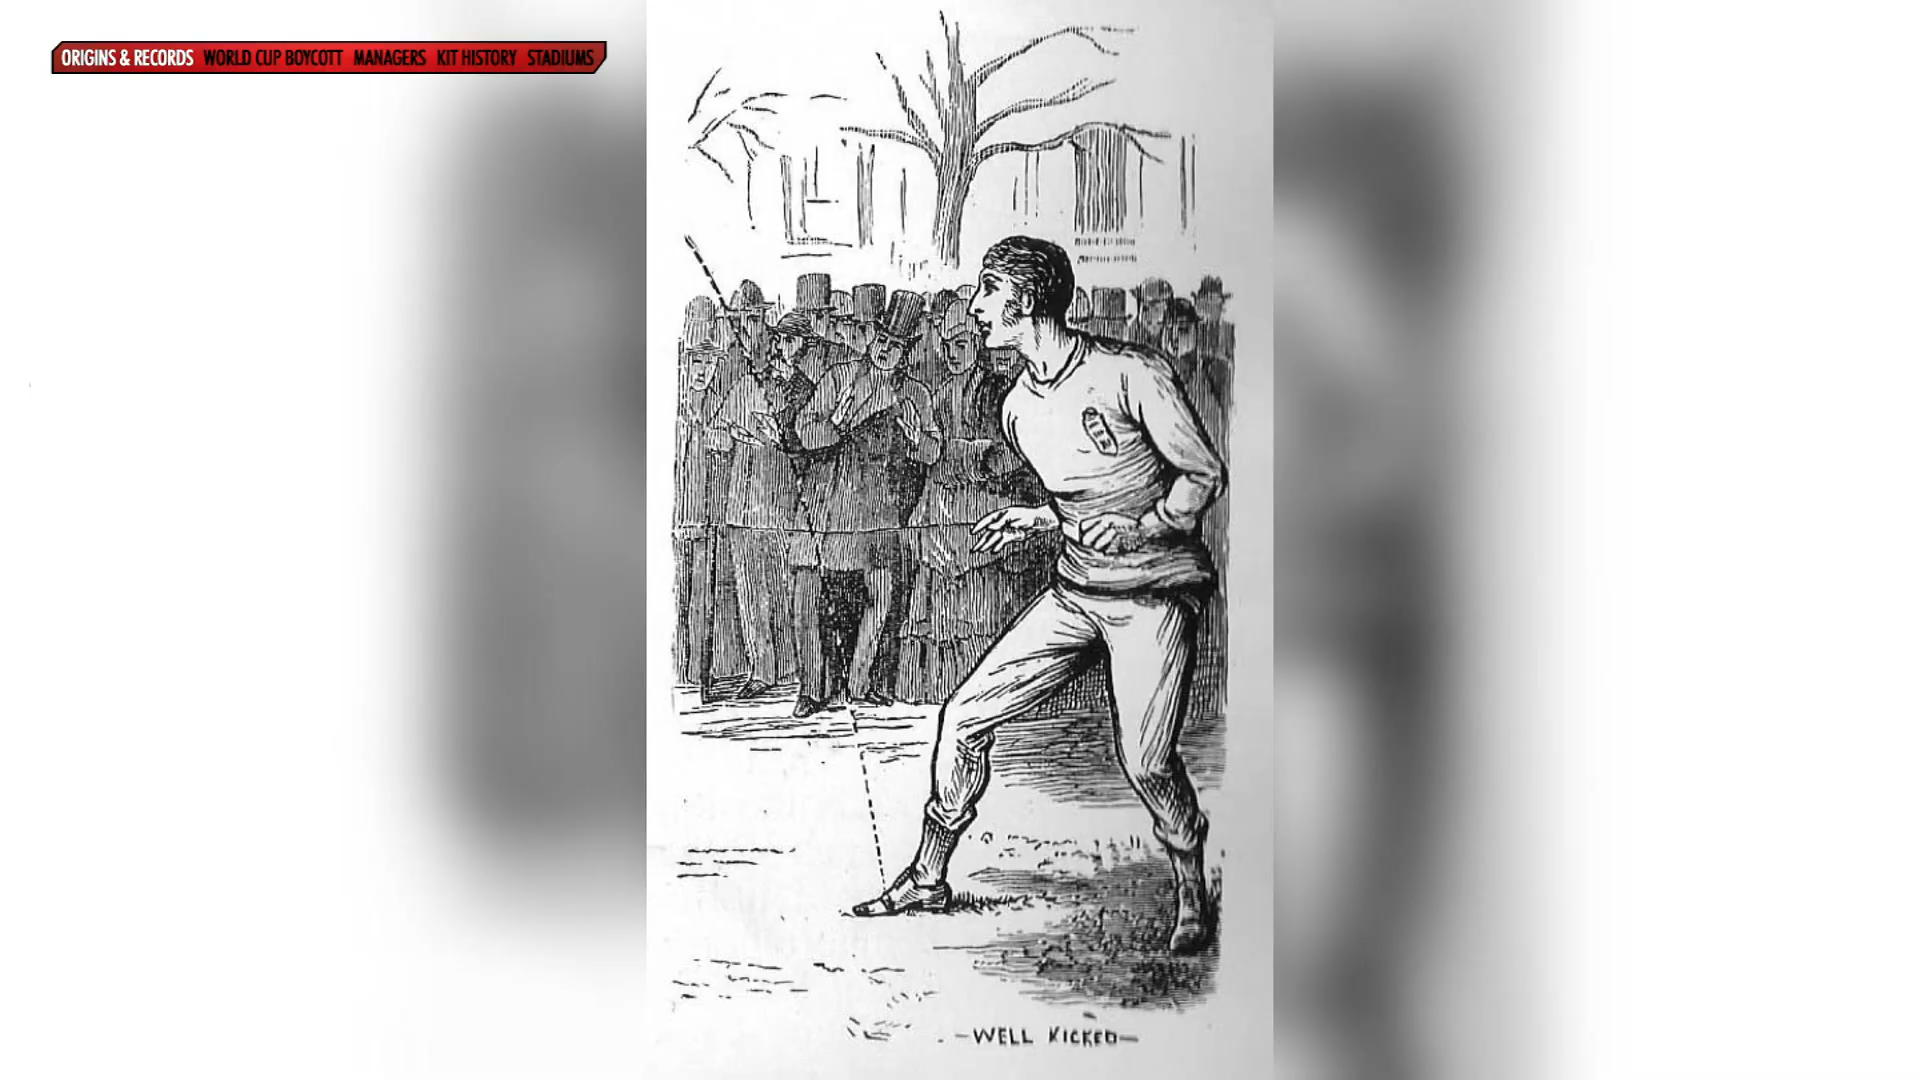 ORIGINS & RECORDS WORLD CUP BOYCOTT MANAGERS KIT HISTORY STADIUMS
-WELL KICKED-